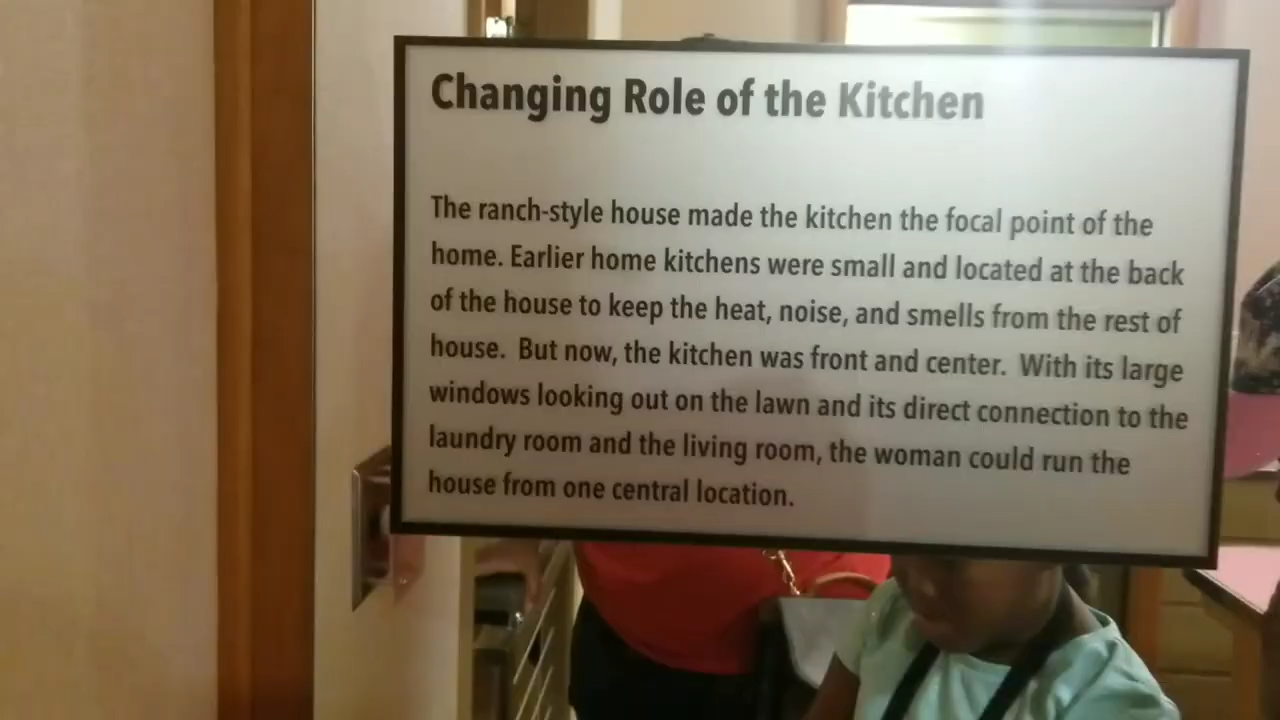 Changing Role of the Kitchen
The ranch-style house made the kitchen the focal point of the
home. Earlier home kitchens were small and located at the back
of the house to keep the heat, noise, and smells from the rest of
house. But now, the kitchen was front and center. With its large
windows looking out on the lawn and its direct connection to the
laundry room and the living room, the woman could run the
house from one central location.